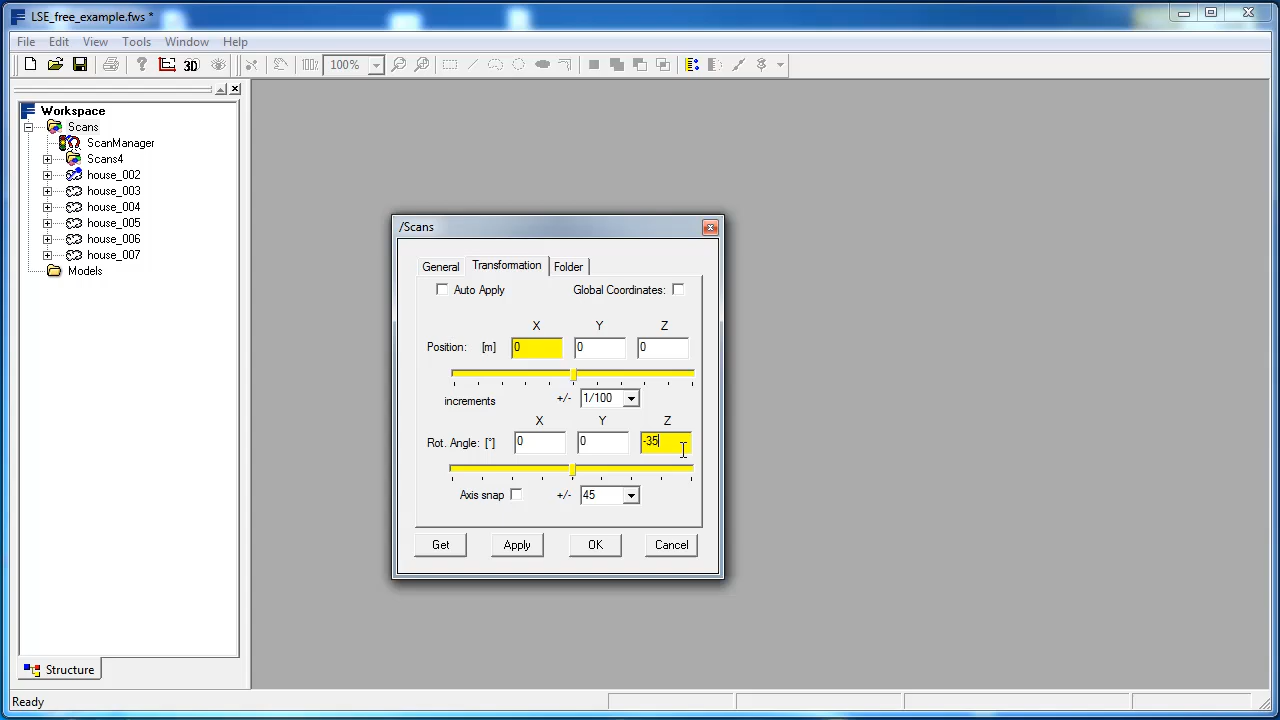 LSE_free_example.fws *
File Edit View Tools Window Help
100%
3D
Workspace
Scans
ScanManager
Scans4
house_002
house_003
house_004
house_005
house_006
house_007
Models
/Scans
General Transformation Folder
Auto Apply Global Coordinates:
X Y Z
Position: [m] 0 0 0
increments +/- 1/100
X Y Z
Rot. Angle: [°] 0 0 -35
Axis snap +/- 45
Get Apply OK Cancel
Structure
Ready